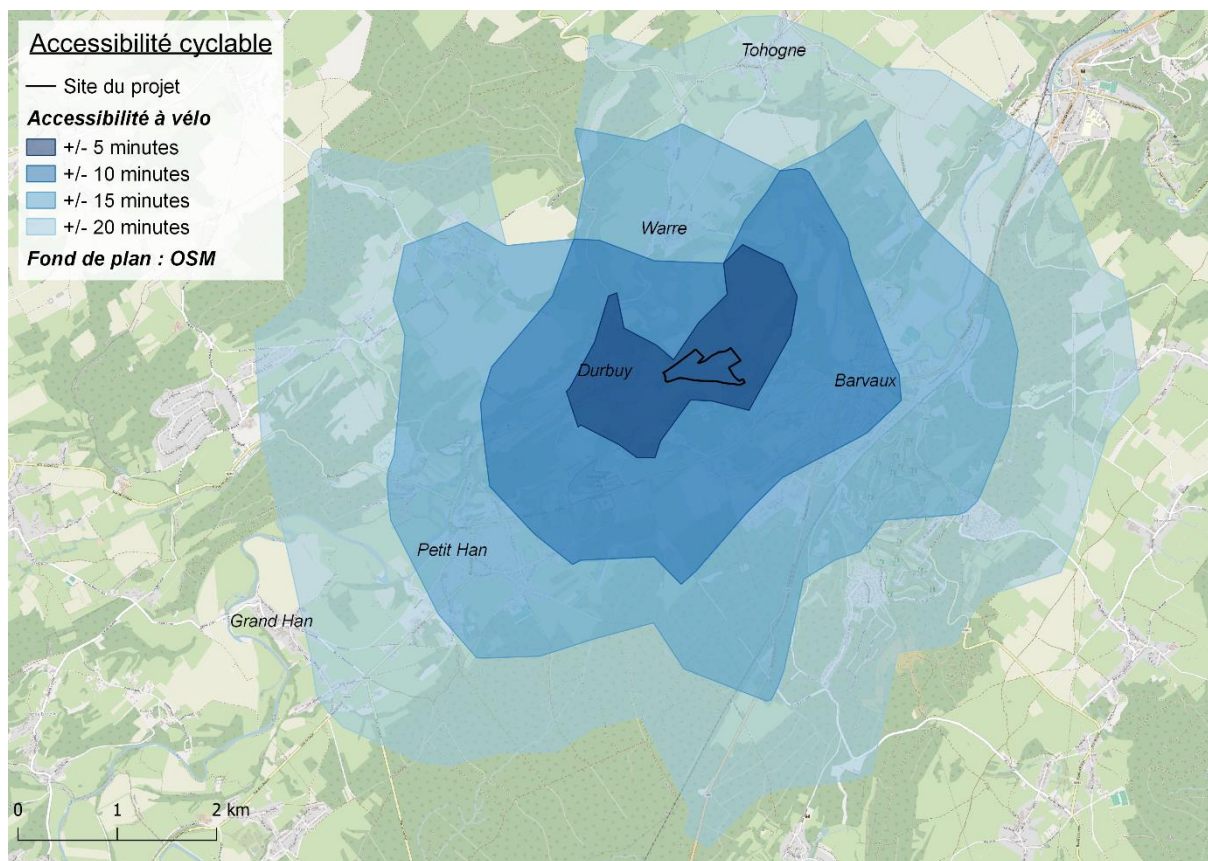 Accessibilité cyclable
Site du projet
Accessibilité à vélo
+/- 5 minutes
+/- 10 minutes
+/- 15 minutes
+/- 20 minutes
Fond de plan : OSM
Tohogne
Warre
Durbuy
Barvaux
Petit Han
Grand Han
0 1 2 km